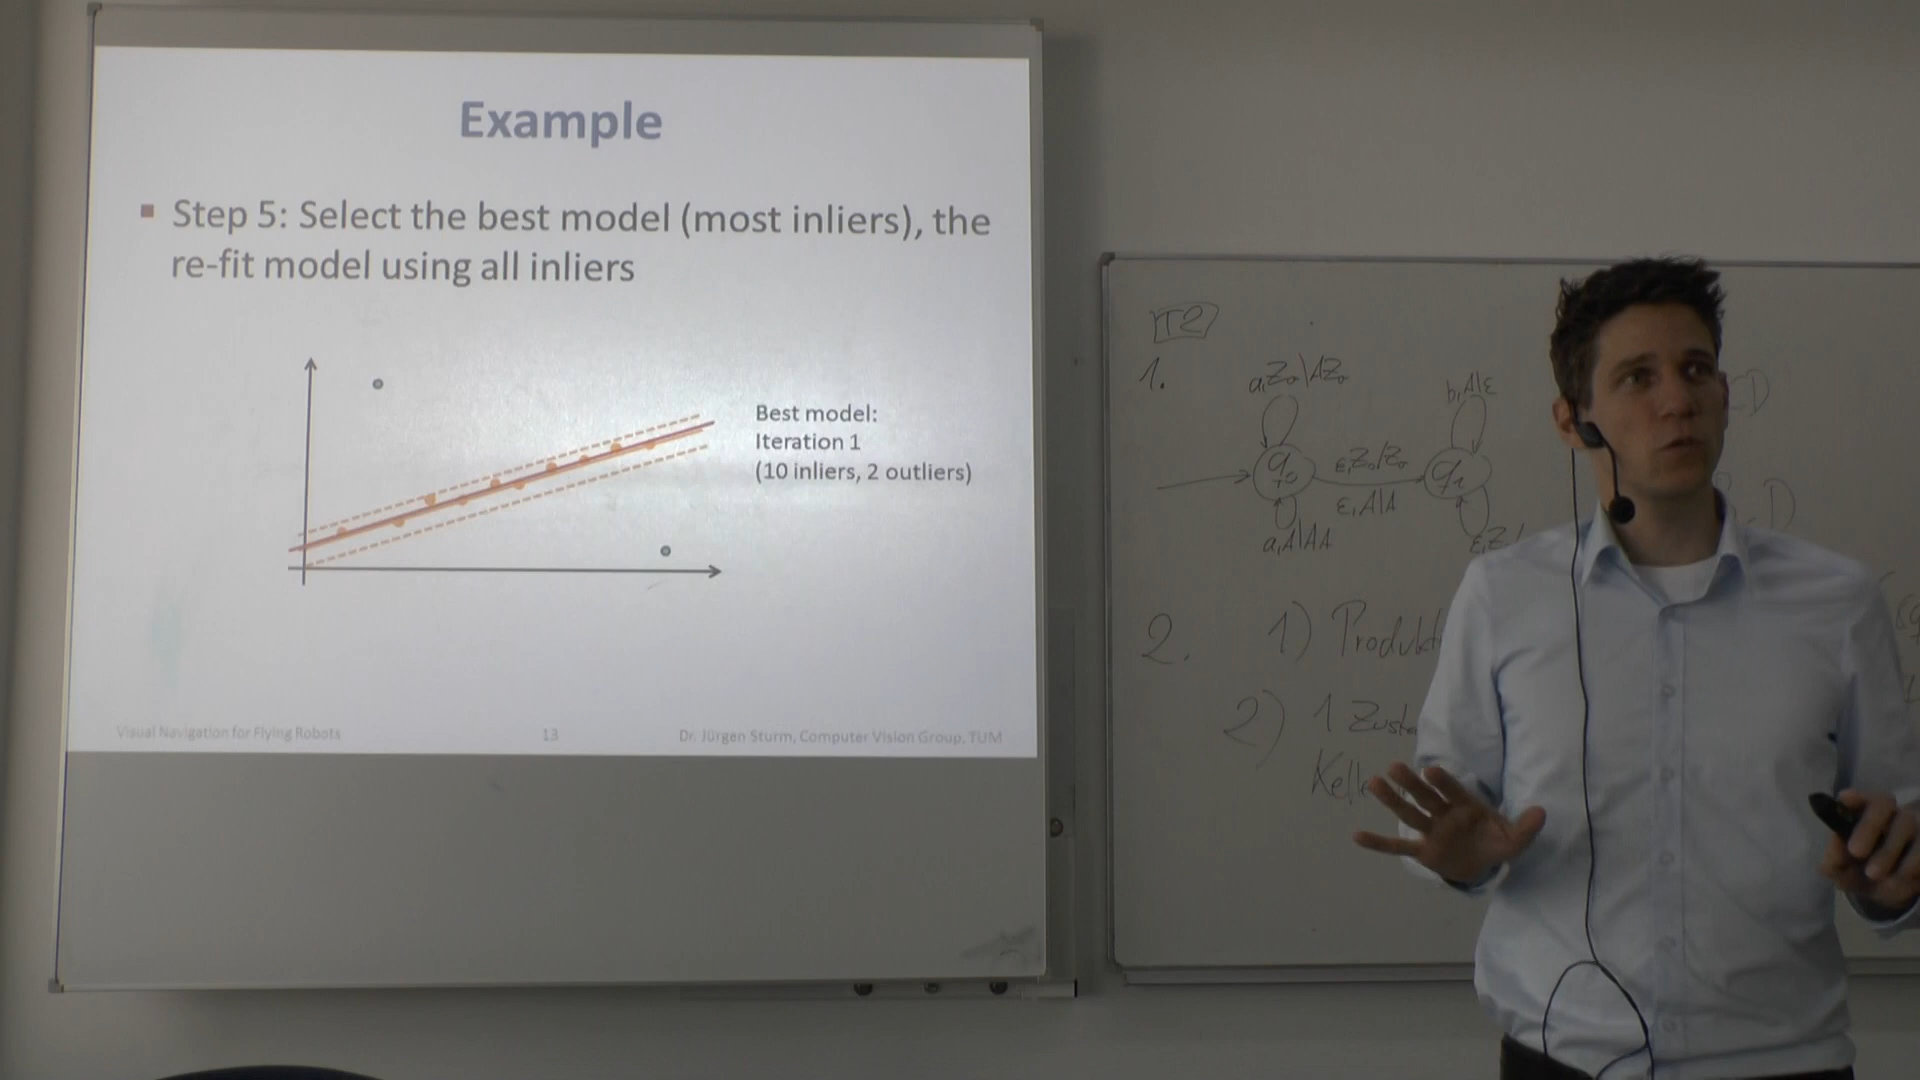 Example
Step 5: Select the best model (most inliers), the
re-fit model using all inliers
Best model:
Iteration 1
(10 inliers, 2 outliers)
Visual Navigation for Flying Robots
13
Dr. Jürgen Sturm, Computer Vision Group, TUM
T2
1.
a,Z₀\AZ₀
b,A|ε
q₀
ε,Z₀/Z₀
q₁
ε,A|A
a,A|AA
2.
1) Produkt
2) 1 Zusta
Kelle